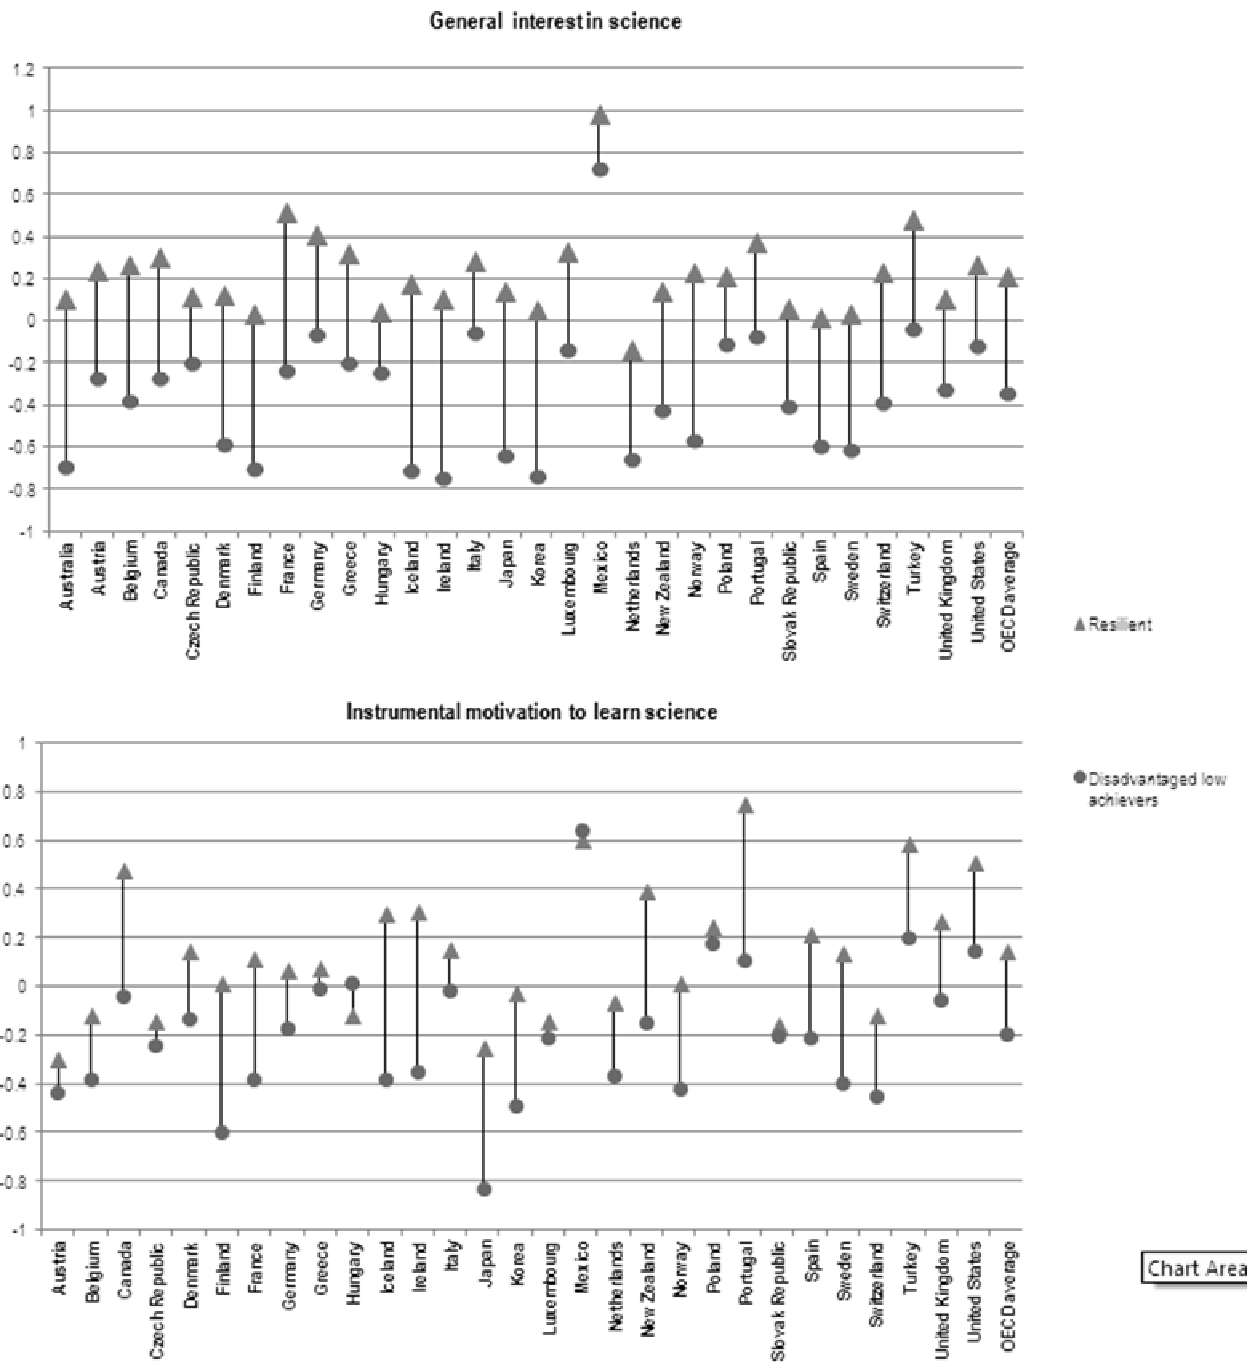 General interest in science
1.2
1
0.8
0.6
0.4
0.2
0
-0.2
-0.4
-0.6
-0.8
-1
Australia
Austria
Belgium
Canada
Czech Republic
Denmark
Finland
France
Germany
Greece
Hungary
Iceland
Ireland
Italy
Japan
Korea
Luxembourg
Mexico
Netherlands
New Zealand
Norway
Poland
Portugal
Slovak Republic
Spain
Sweden
Switzerland
Turkey
United Kingdom
United States
OECD average
Resilient
Instrumental motivation to learn science
1
0.8
0.6
0.4
0.2
0
-0.2
-0.4
-0.6
-0.8
-1
Austria
Belgium
Canada
Czech Republic
Denmark
Finland
France
Germany
Greece
Hungary
Iceland
Ireland
Italy
Japan
Korea
Luxembourg
Mexico
Netherlands
New Zealand
Norway
Poland
Portugal
Slovak Republic
Spain
Sweden
Switzerland
Turkey
United Kingdom
United States
OECD average
Disadvantaged low
achievers
Chart Area